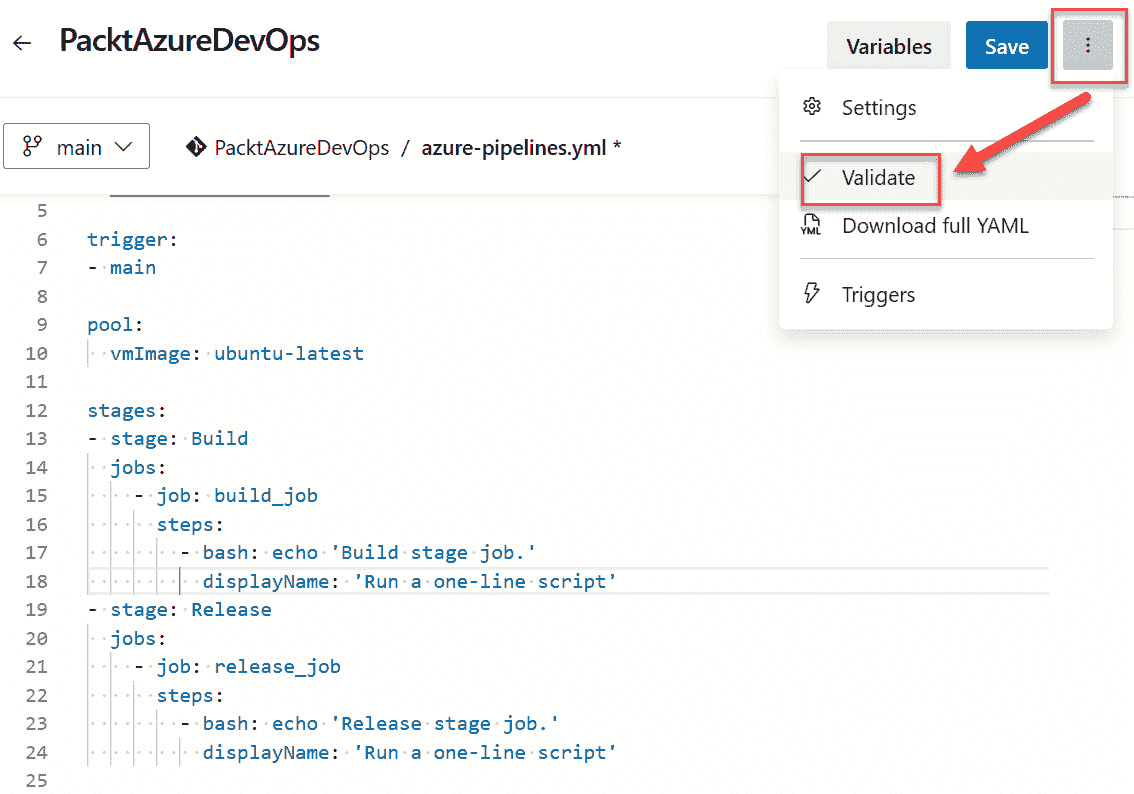 PacktAzureDevOps
Variables
Save
Settings
Validate
YML Download full YAML
Triggers
main
PacktAzureDevOps / azure-pipelines.yml *
5
6 trigger:
7 - main
8
9 pool:
10 vmImage: ubuntu-latest
11
12 stages:
13 - stage: Build
14 jobs:
15 - job: build_job
16 steps:
17 - bash: echo 'Build stage job.'
18 displayName: 'Run a one-line script'
19 - stage: Release
20 jobs:
21 - job: release_job
22 steps:
23 - bash: echo 'Release stage job.'
24 displayName: 'Run a one-line script'
25